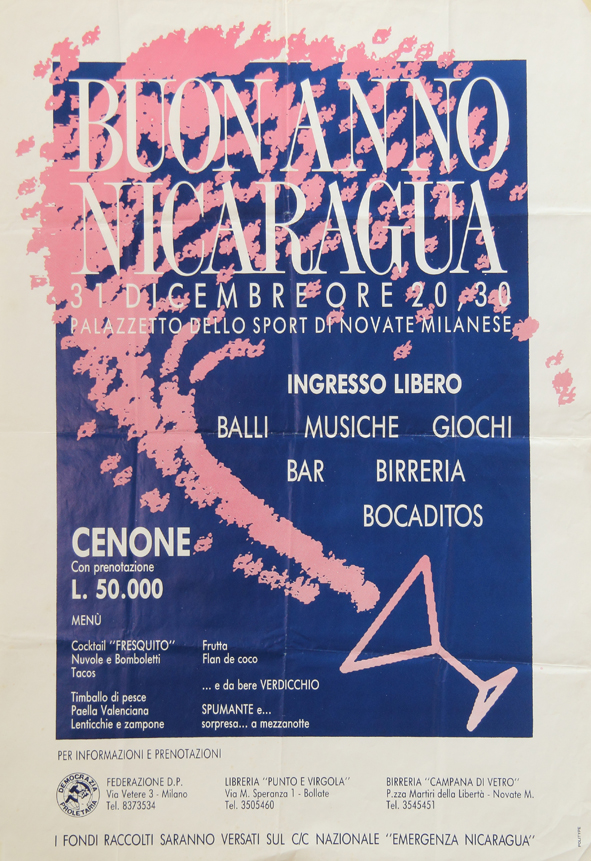 BUON ANNO
NICARAGUA
31 DICEMBRE ORE 20,30
PALAZZETTO DELLO SPORT DI NOVATE MILANESE
INGRESSO LIBERO
BALLI MUSICHE GIOCHI
BAR BIRRERIA
BOCADITOS
CENONE
Con prenotazione
L. 50.000
MENÙ
Cocktail "FRESQUITO"
Nuvole e Bomboletti
Tacos
Timballo di pesce
Paella Valenciana
Lenticchie e zampone
Frutta
Flan de coco
... e da bere VERDICCHIO
SPUMANTE e...
sorpresa... a mezzanotte
PER INFORMAZIONI E PRENOTAZIONI
DEMOCRAZIA
PROLETARIA
FEDERAZIONE D.P.
Via Vetere 3 - Milano
Tel. 8373534
LIBRERIA "PUNTO E VIRGOLA"
Via M. Speranza 1 - Bollate
Tel. 3505460
BIRRERIA "CAMPANA DI VETRO"
P.zza Martiri della Libertà - Novate M.
Tel. 3545451
I FONDI RACCOLTI SARANNO VERSATI SUL C/C NAZIONALE "EMERGENZA NICARAGUA"